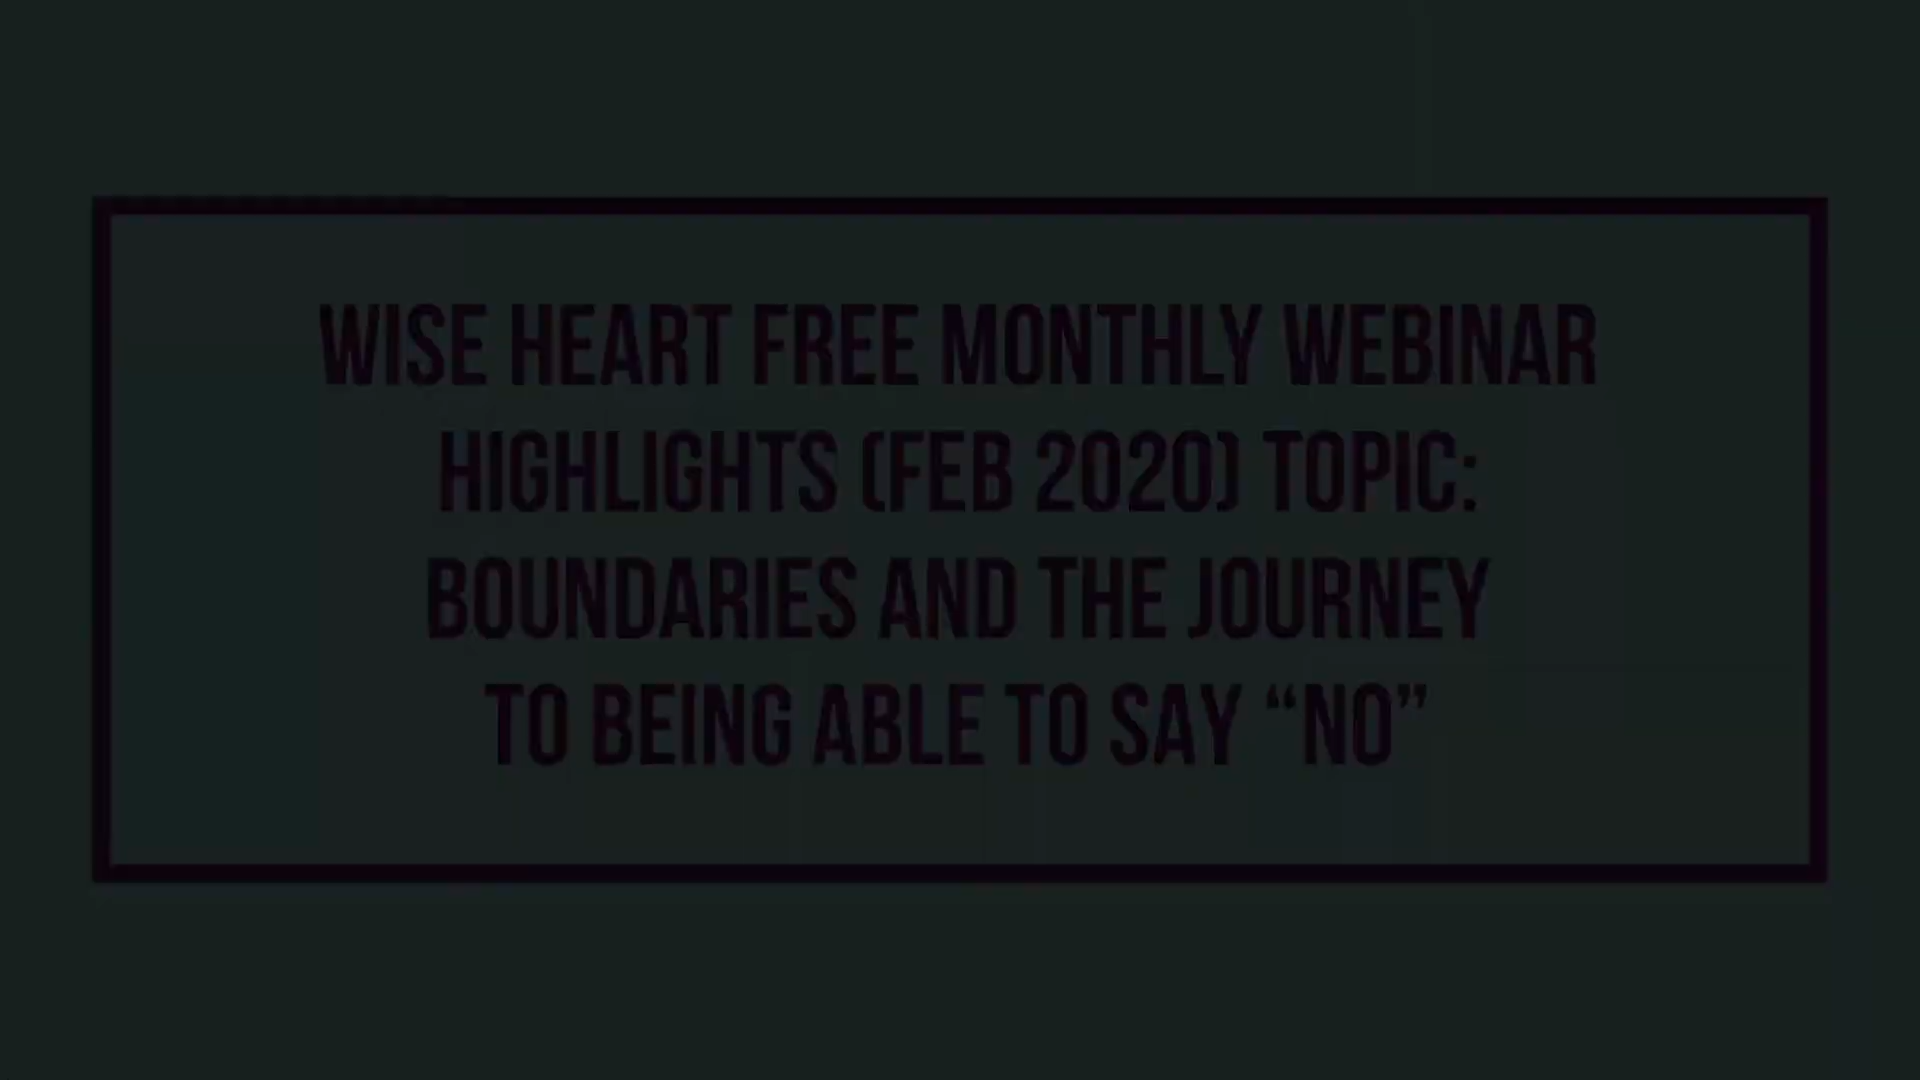 WISE HEART FREE MONTHLY WEBINAR
HIGHLIGHTS (FEB 2020) TOPIC:
BOUNDARIES AND THE JOURNEY
TO BEING ABLE TO SAY “NO”